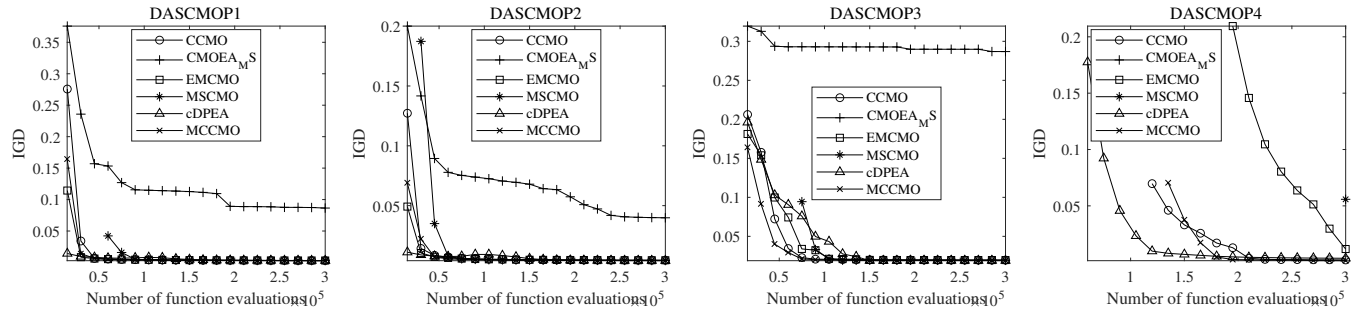 DASCMOP1
0.35
0.3
0.25
0.2
0.15
0.1
0.05
IGD
CCMO
CMOEA_MS
EMCMO
MSCMO
cDPEA
MCCMO
0.5 1 1.5 2 2.5 3
Number of function evaluations ×10^5
DASCMOP2
0.2
0.15
0.1
0.05
IGD
CCMO
CMOEA_MS
EMCMO
MSCMO
cDPEA
MCCMO
0.5 1 1.5 2 2.5 3
Number of function evaluations ×10^5
DASCMOP3
0.3
0.25
0.2
0.15
0.1
0.05
IGD
CCMO
CMOEA_MS
EMCMO
MSCMO
cDPEA
MCCMO
0.5 1 1.5 2 2.5 3
Number of function evaluations ×10^5
DASCMOP4
0.2
0.15
0.1
0.05
IGD
CCMO
CMOEA_MS
EMCMO
MSCMO
cDPEA
MCCMO
1 1.5 2 2.5 3
Number of function evaluations ×10^5